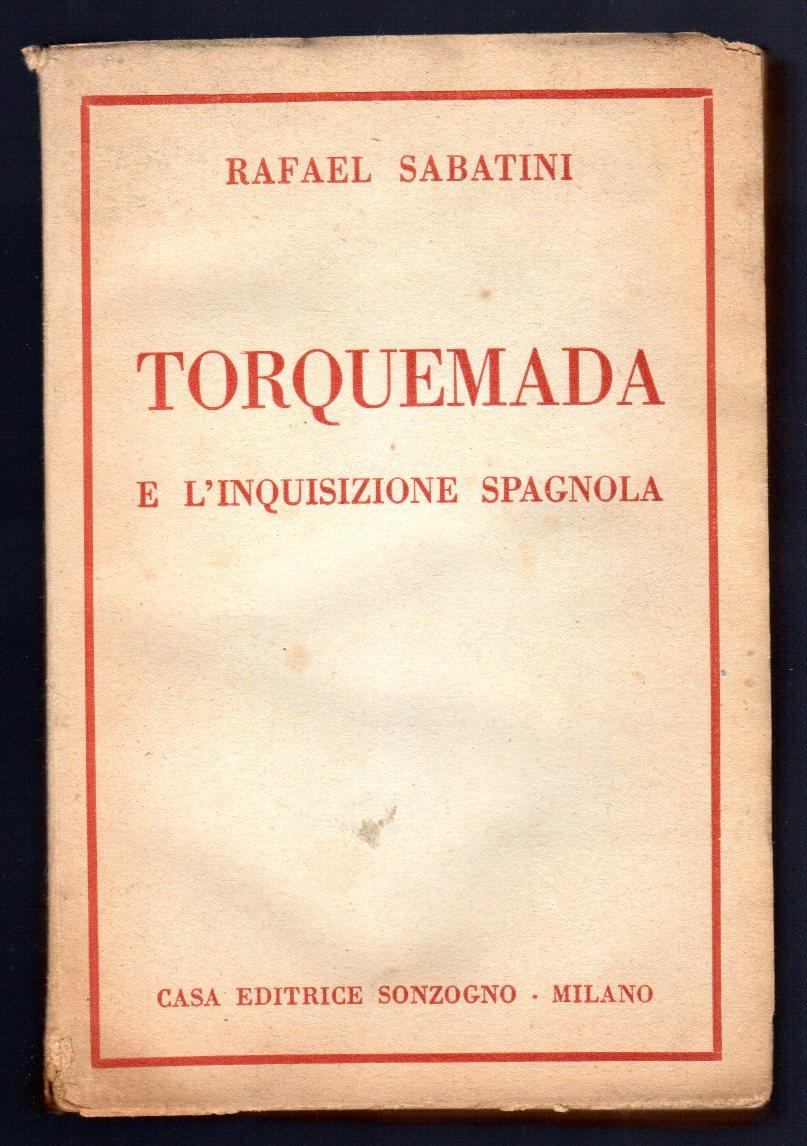 RAFAEL SABATINI
TORQUEMADA
E L'INQUISIZIONE SPAGNOLA
CASA EDITRICE SONZOGNO - MILANO